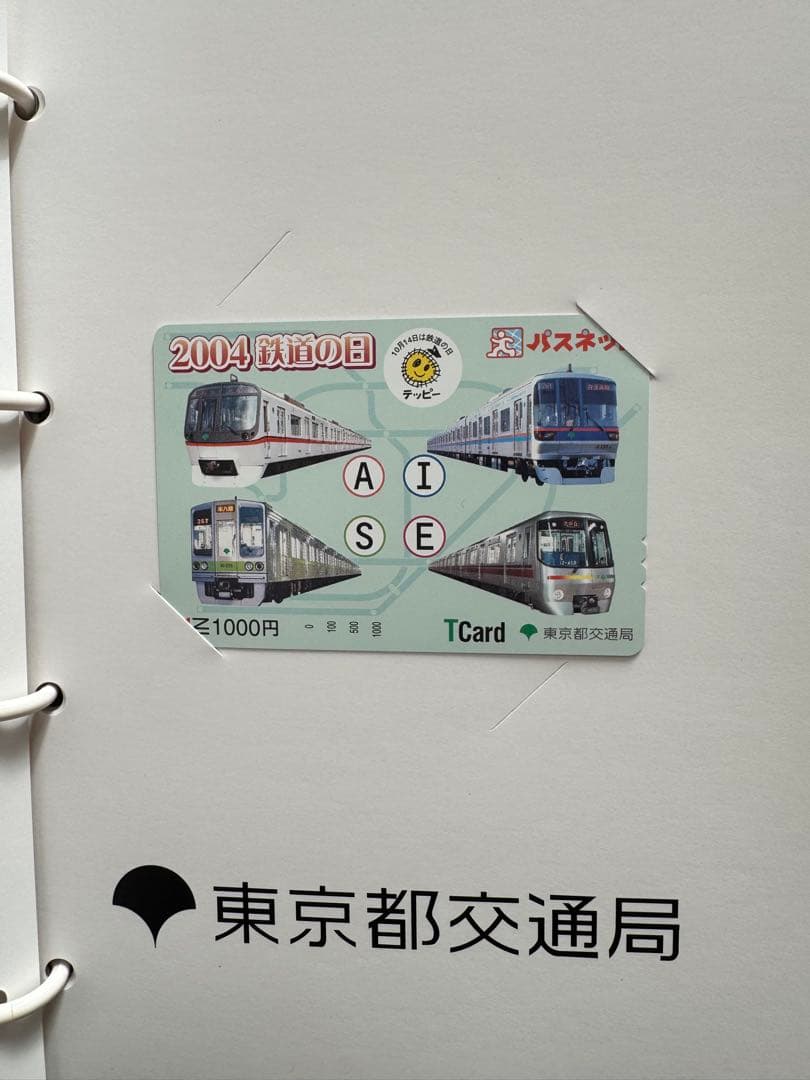 2004 鉄道の日
10月14日は鉄道の日
テッピー
パスネッ
A
I
S
E
N1000円
0
100
500
1000
TCard
東京都交通局
東京都交通局